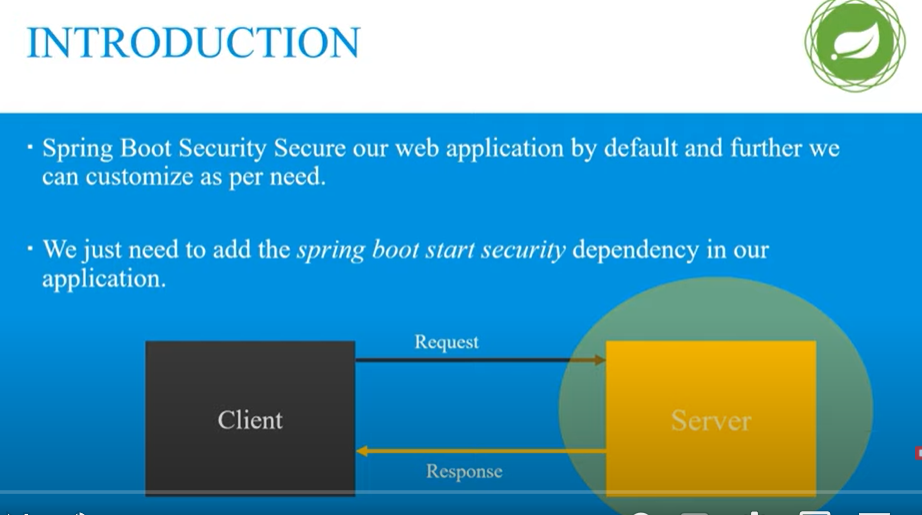 INTRODUCTION
Spring Boot Security Secure our web application by default and further we
can customize as per need.
We just need to add the spring boot start security dependency in our
application.
Request
Client
Server
Response